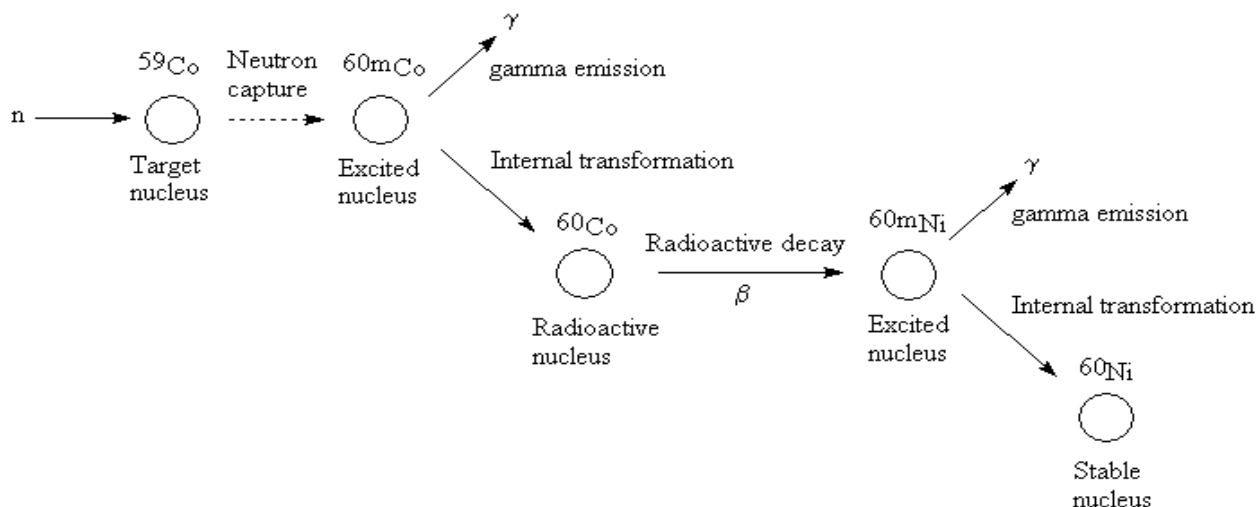 γ
gamma emission
⁵⁹Co
Neutron
capture
⁶⁰ᵐCo
n
Target
nucleus
Excited
nucleus
Internal transformation
γ
gamma emission
⁶⁰Co
Radioactive decay
β
⁶⁰ᵐNi
Radioactive
nucleus
Excited
nucleus
Internal transformation
⁶⁰Ni
Stable
nucleus